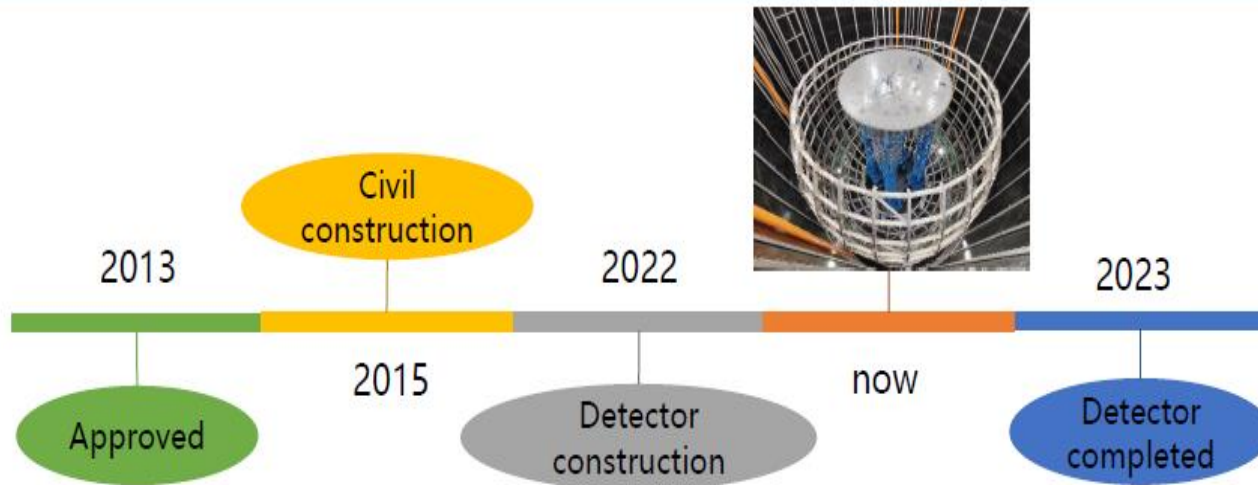 Civil
construction
2013
2022
2023
2015
now
Approved
Detector
construction
Detector
completed